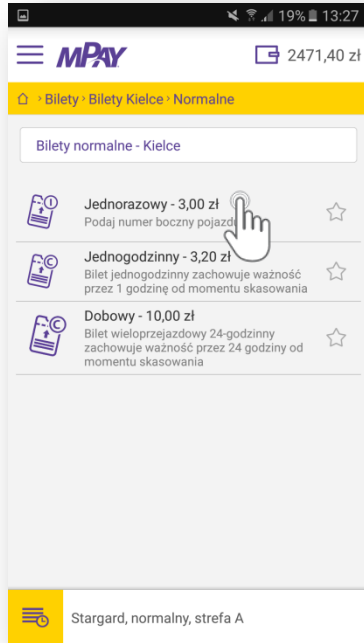 19% 13:27
mPAY 2471,40 zł
Bilety Bilety Kielce Normalne
Bilety normalne - Kielce
Jednorazowy - 3,00 zł
Podaj numer boczny
Jednogodzinny - 3,20 zł
Bilet jednogodzinny zachowuje ważność
przez 1 godzinę od momentu skasowania
Dobowy - 10,00 zł
Bilet wieloprzejazdowy 24-godzinny
zachowuje ważność przez 24 godziny od
momentu skasowania
Stargard, normalny, strefa A